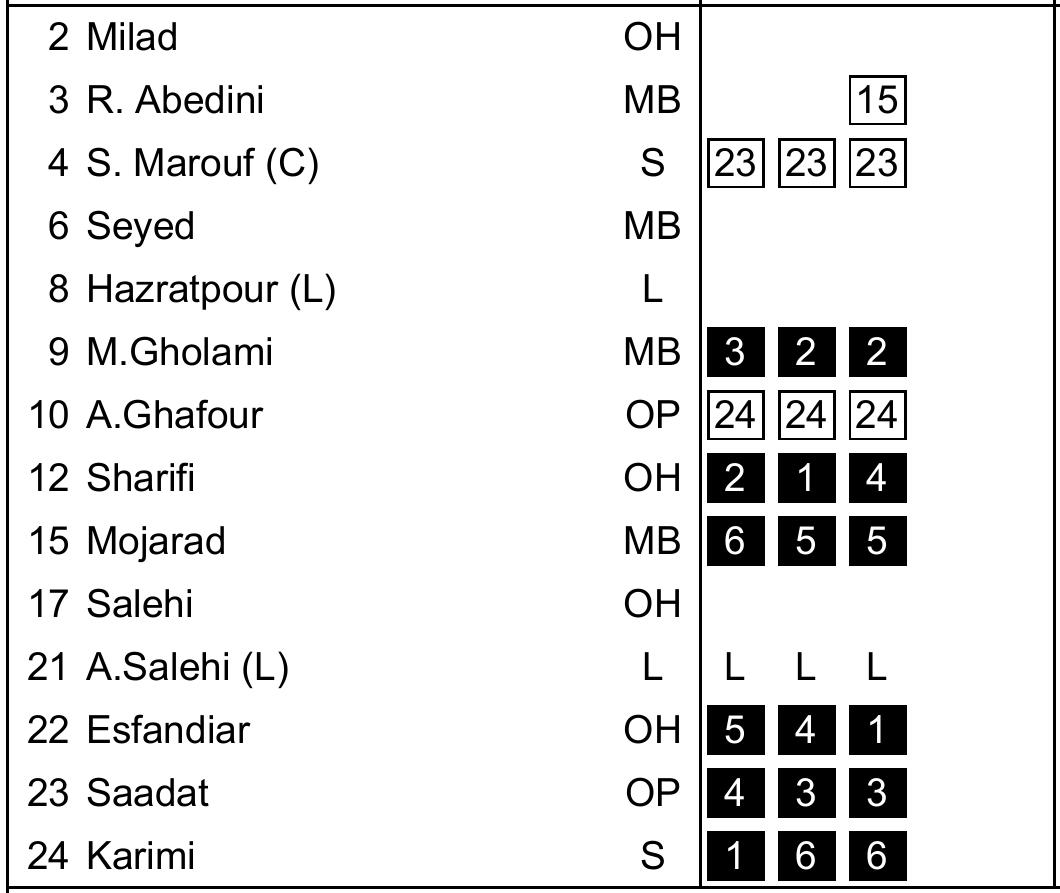 2 Milad OH
3 R. Abedini MB 15
4 S. Marouf (C) S 23 23 23
6 Seyed MB
8 Hazratpour (L) L
9 M.Gholami MB 3 2 2
10 A.Ghafour OP 24 24 24
12 Sharifi OH 2 1 4
15 Mojarad MB 6 5 5
17 Salehi OH
21 A.Salehi (L) L L L L
22 Esfandiar OH 5 4 1
23 Saadat OP 4 3 3
24 Karimi S 1 6 6